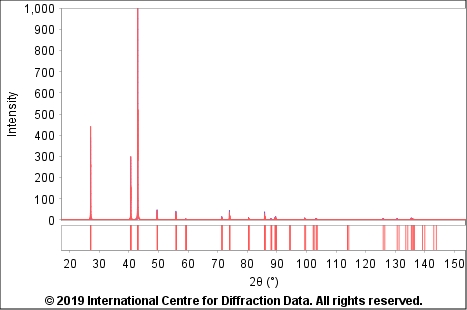 1,000
900
800
700
600
500
400
300
200
100
0
Intensity
20 30 40 50 60 70 80 90 100 110 120 130 140 150
2θ (°)
© 2019 International Centre for Diffraction Data. All rights reserved.